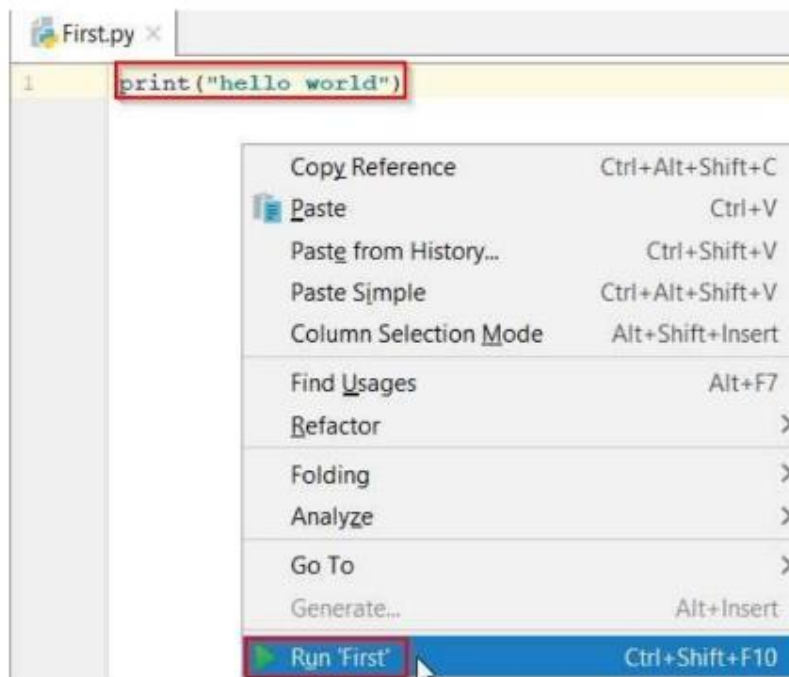 First.py
1 print("hello world")
Copy Reference Ctrl+Alt+Shift+C
Paste Ctrl+V
Paste from History... Ctrl+Shift+V
Paste Simple Ctrl+Alt+Shift+V
Column Selection Mode Alt+Shift+Insert
Find Usages Alt+F7
Refactor
Folding
Analyze
Go To
Generate... Alt+Insert
Run 'First' Ctrl+Shift+F10